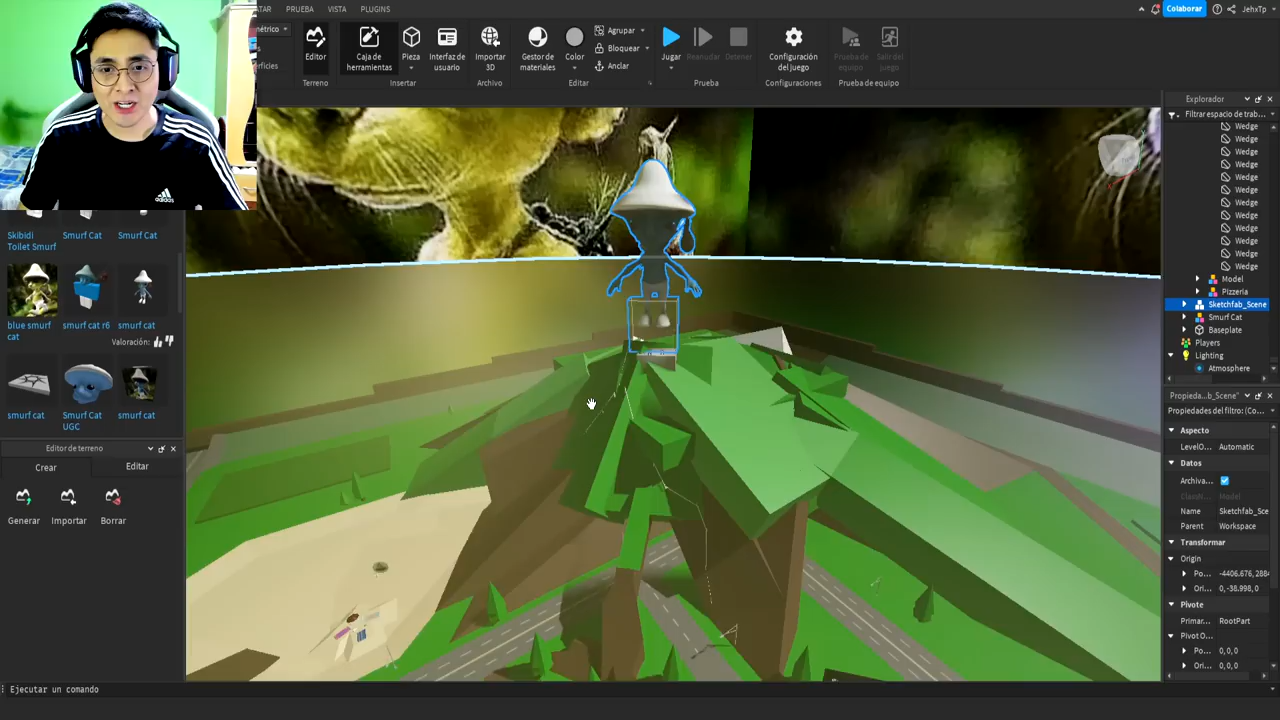 ATAR
PRUEBA
VISTA
PLUGINS
Colaborar
JehxTp
métrico
Editor
Caja de
herramientas
Pieza
Interfaz de
usuario
Importar
3D
Gestor de
materiales
Color
Agrupar
Bloquear
Anclar
Jugar
Reanudar
Detener
Configuración
del juego
Prueba de
equipo
Salir del
juego
Terreno
Insertar
Archivo
Configuraciones
Prueba
Prueba de equipo
adidas
Skibidi
Toilet Smurf
Smurf Cat
Smurf Cat
blue smurf
cat
smurf cat r6
smurf cat
Valoración:
smurf cat
Smurf Cat
UGC
smurf cat
Editor de terreno
Crear
Editar
Generar
Importar
Borrar
Ejecutar un comando
Explorador
Filtrar espacio de trab...
Wedge
Wedge
Wedge
Wedge
Wedge
Wedge
Wedge
Wedge
Wedge
Wedge
Wedge
Wedge
Model
Pizzeria
Sketchfab_Scene
Smurf Cat
Baseplate
Players
Lighting
Atmosphere
Propieda...b_Scene"
Propiedades del filtro: (Co...
Aspecto
LevelO... Automatic
Datos
Archiva...
Model
Name Sketchfab_Sce
Parent Workspace
Transformar
Origin
Po... -4406.676, 288
Ori... 0,-38.998, 0
Pivote
Primar... RootPart
Pivot O...
Po... 0,0,0
Ori... 0,0,0